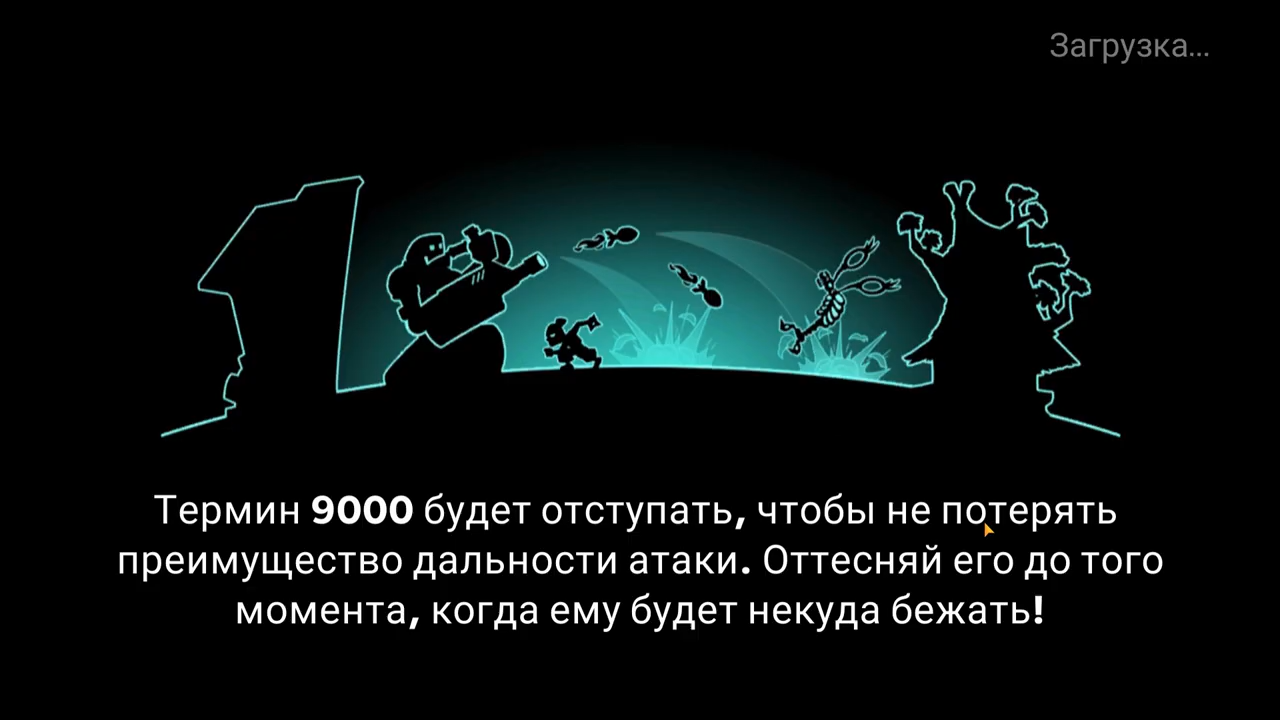 Загрузка...
Термин 9000 будет отступать, чтобы не потерять
преимущество дальности атаки. Оттесняй его до того
момента, когда ему будет некуда бежать!